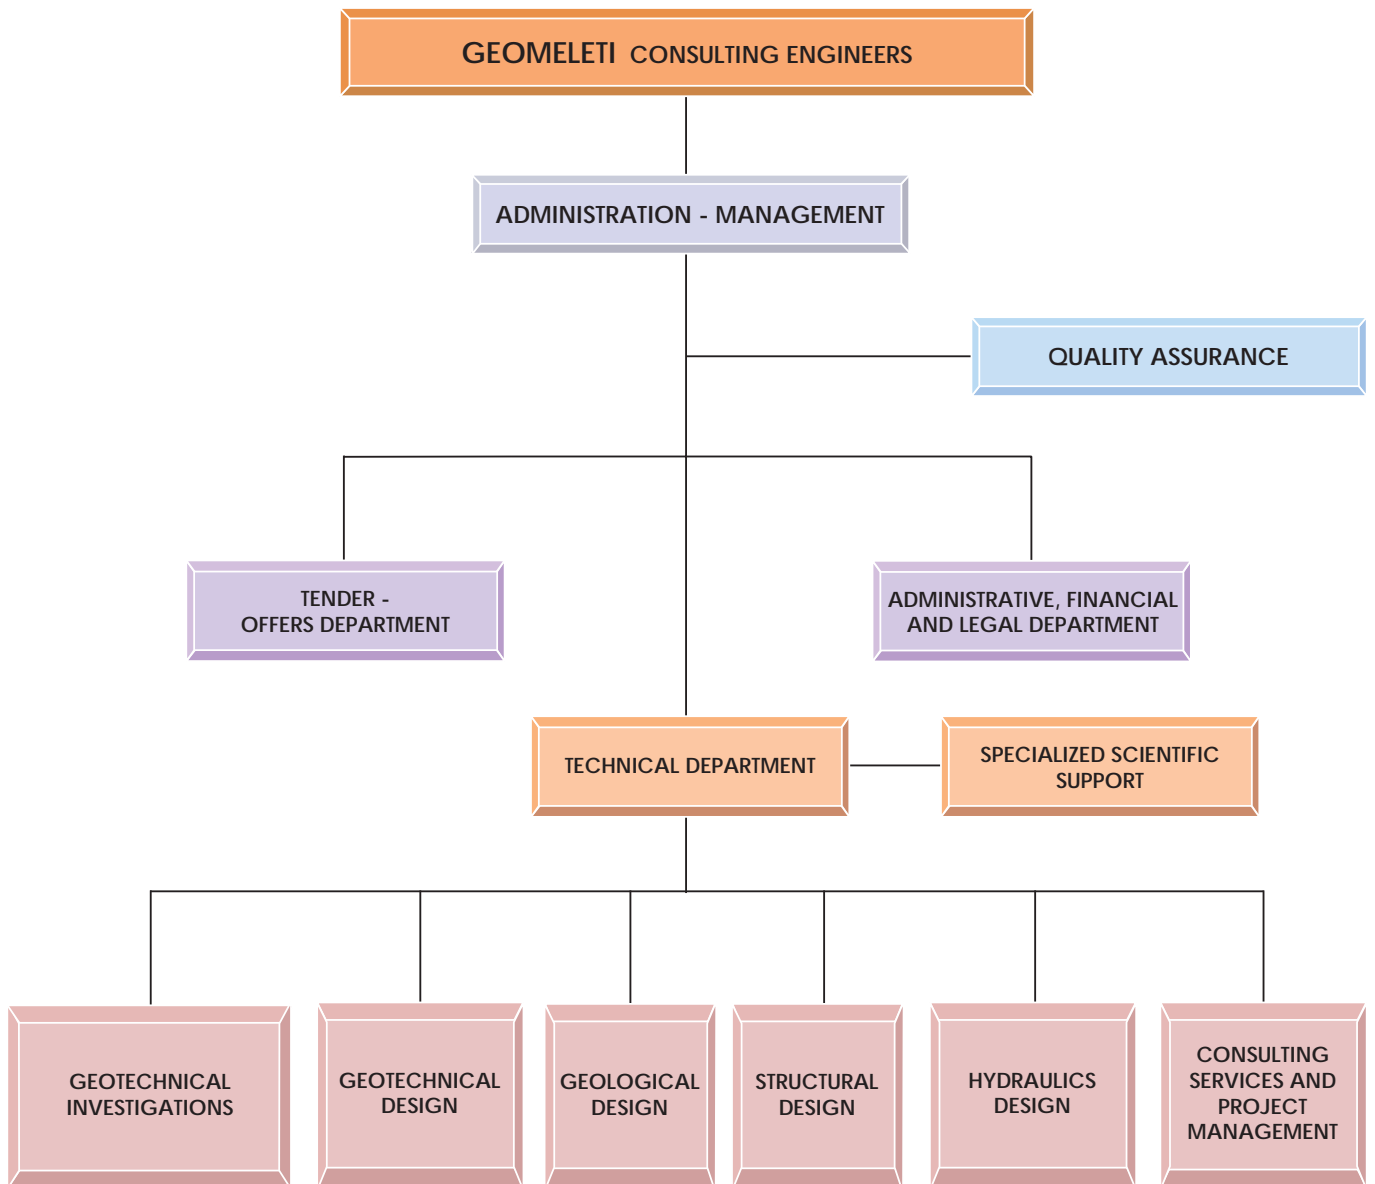 GEOMELETI CONSULTING ENGINEERS
ADMINISTRATION - MANAGEMENT
QUALITY ASSURANCE
TENDER -
OFFERS DEPARTMENT
ADMINISTRATIVE, FINANCIAL
AND LEGAL DEPARTMENT
TECHNICAL DEPARTMENT
SPECIALIZED SCIENTIFIC
SUPPORT
GEOTECHNICAL
INVESTIGATIONS
GEOTECHNICAL
DESIGN
GEOLOGICAL
DESIGN
STRUCTURAL
DESIGN
HYDRAULICS
DESIGN
CONSULTING
SERVICES AND
PROJECT
MANAGEMENT